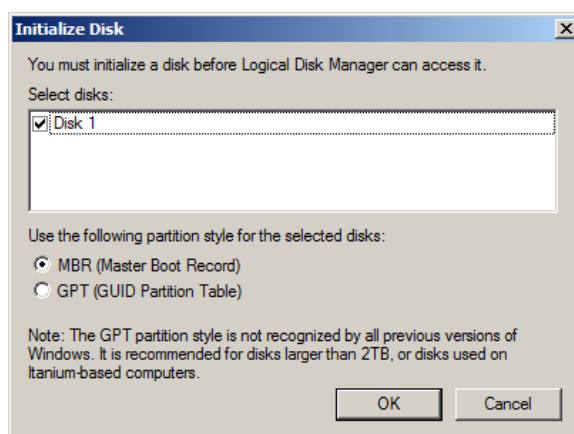 Initialize Disk
You must initialize a disk before Logical Disk Manager can access it.
Select disks:
Disk 1
Use the following partition style for the selected disks:
MBR (Master Boot Record)
GPT (GUID Partition Table)
Note: The GPT partition style is not recognized by all previous versions of
Windows. It is recommended for disks larger than 2TB, or disks used on
Itanium-based computers.
OK Cancel